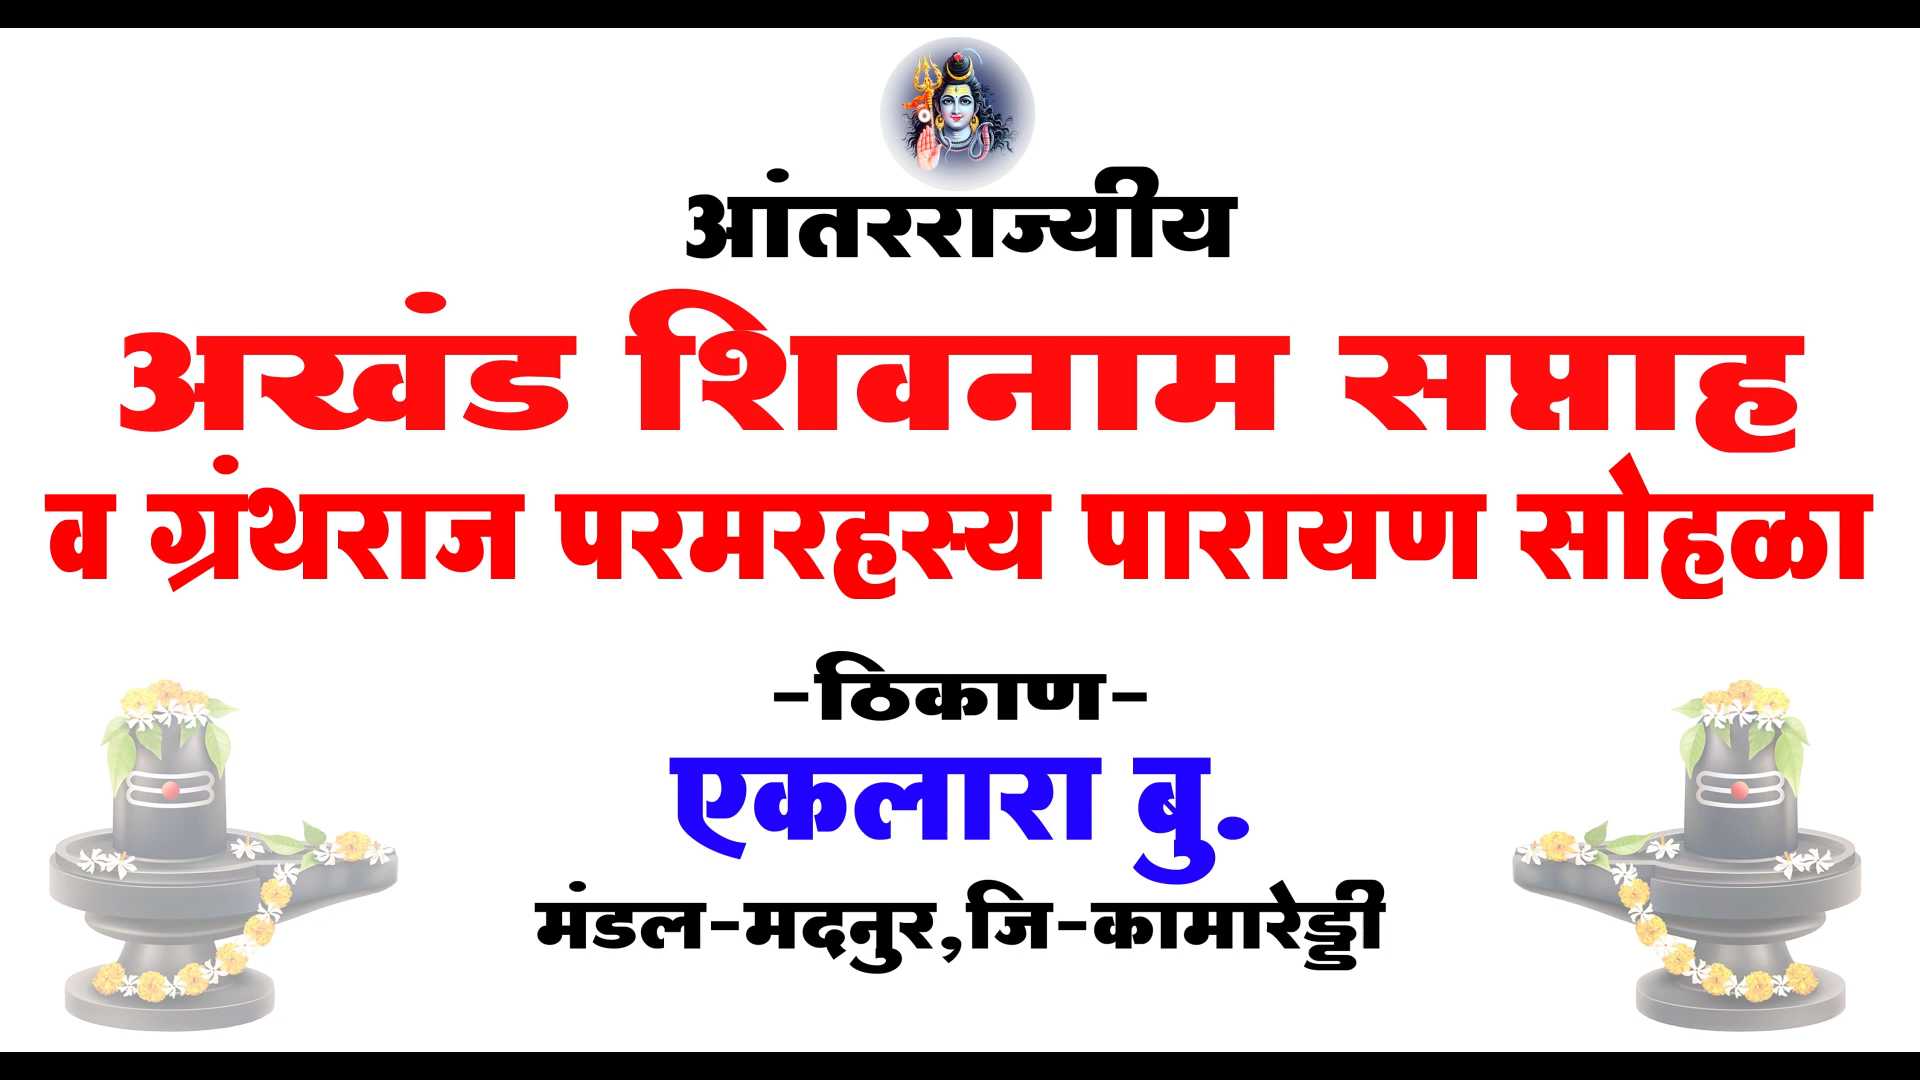 आंतरराज्यीय
अखंड शिवनाम सप्ताह
व ग्रंथराज परमरहस्य पारायण सोहळा
-ठिकाण-
एकलारा बु.
मंडल-मदनुर,जि-कामारेड्डी